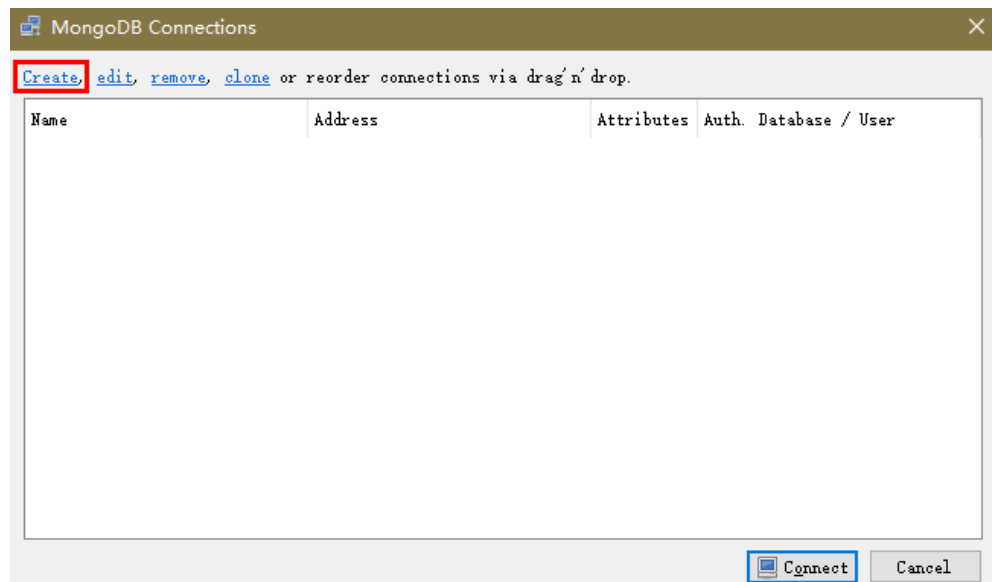 MongoDB Connections
Create, edit, remove, clone or reorder connections via drag'n'drop.
Name Address Attributes Auth. Database / User
Connect Cancel